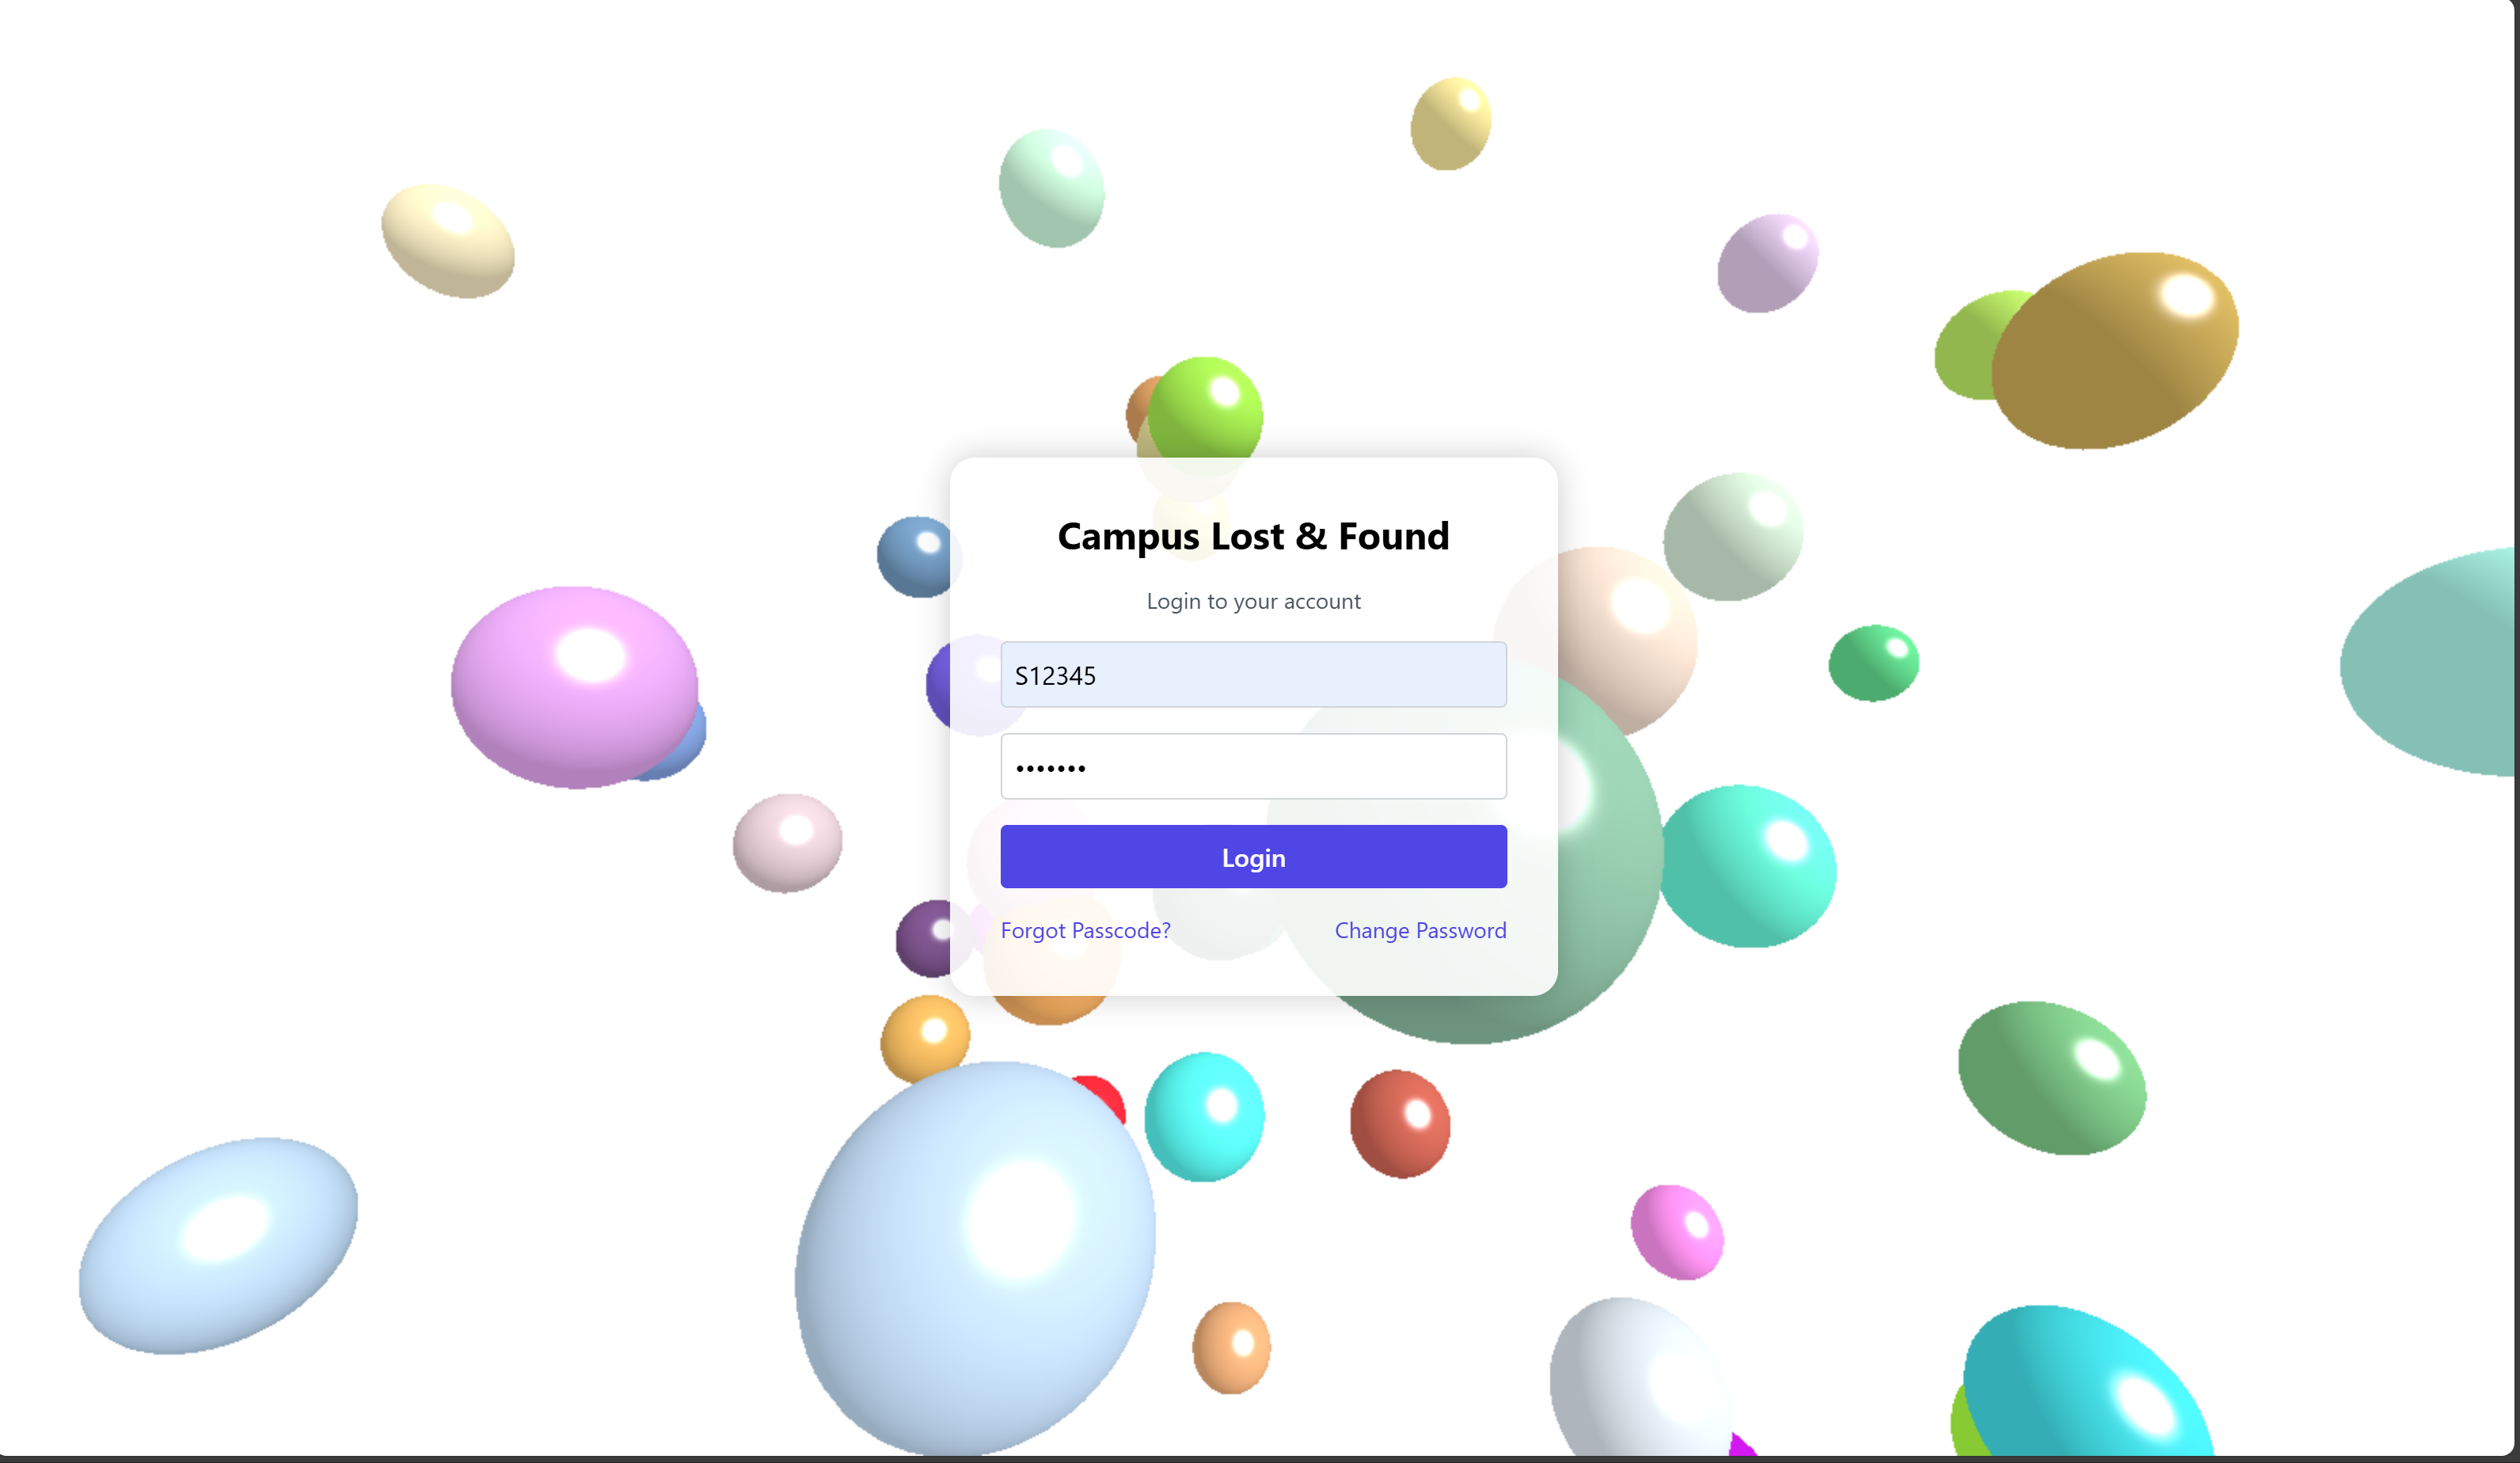 Campus Lost & Found
Login to your account
S12345
•••••••
Login
Forgot Passcode? Change Password